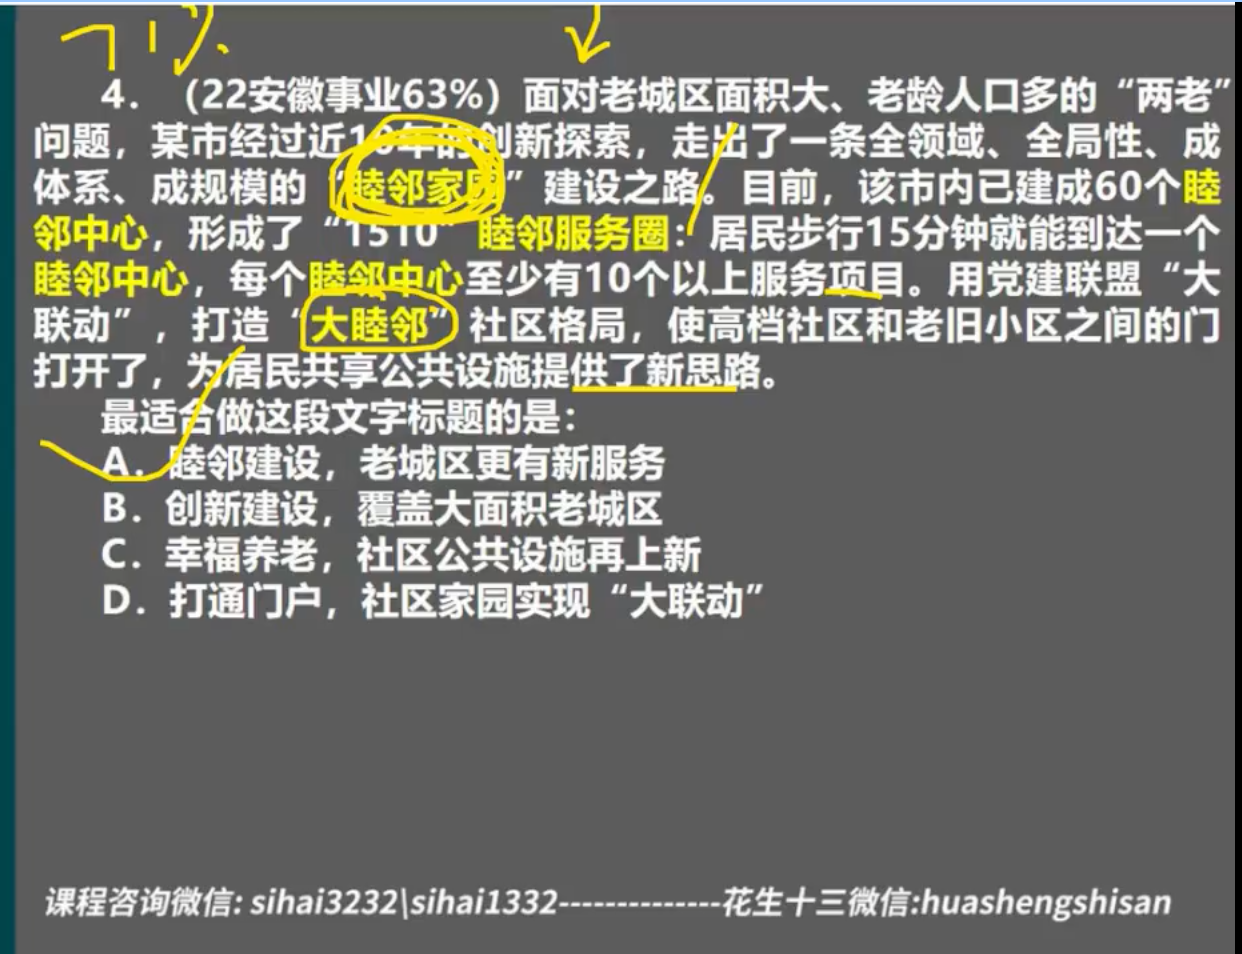 4. （22安徽事业63%）面对老城区面积大、老龄人口多的“两老”
问题，某市经过近10年的创新探索，走出了一条全领域、全局性、成
体系、成规模的“睦邻家园”建设之路。目前，该市内已建成60个睦
邻中心，形成了“1510”睦邻服务圈：居民步行15分钟就能到达一个
睦邻中心，每个睦邻中心至少有10个以上服务项目。用党建联盟“大
联动”，打造“大睦邻”社区格局，使高档社区和老旧小区之间的门
打开了，为居民共享公共设施提供了新思路。
最适合做这段文字标题的是：
A. 睦邻建设，老城区更有新服务
B. 创新建设，覆盖大面积老城区
C. 幸福养老，社区公共设施再上新
D. 打通门户，社区家园实现“大联动”
课程咨询微信: sihai3232\sihai1332--------------花生十三微信:huashengshisan